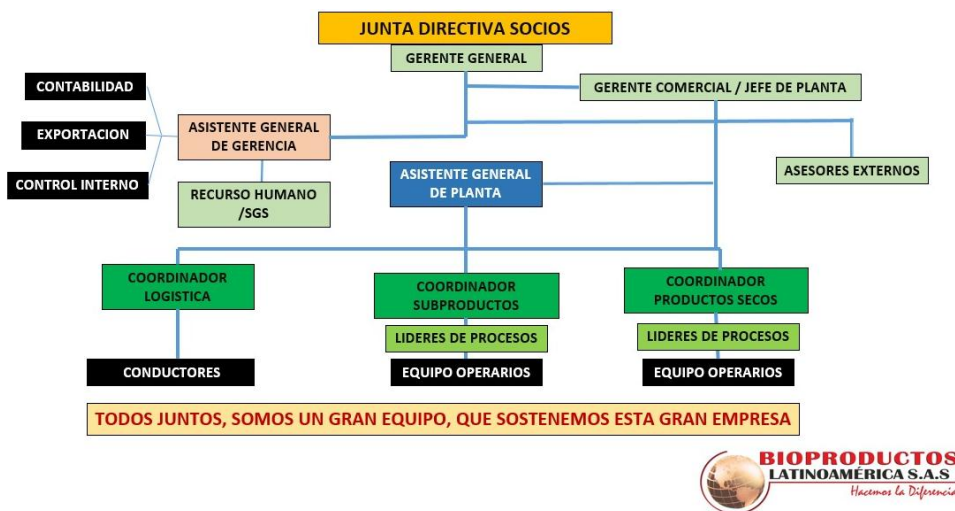 JUNTA DIRECTIVA SOCIOS
GERENTE GENERAL
GERENTE COMERCIAL / JEFE DE PLANTA
CONTABILIDAD
EXPORTACION
CONTROL INTERNO
ASISTENTE GENERAL
DE GERENCIA
RECURSO HUMANO
/SGS
ASISTENTE GENERAL
DE PLANTA
ASESORES EXTERNOS
COORDINADOR
LOGISTICA
COORDINADOR
SUBPRODUCTOS
COORDINADOR
PRODUCTOS SECOS
LIDERES DE PROCESOS
LIDERES DE PROCESOS
CONDUCTORES
EQUIPO OPERARIOS
EQUIPO OPERARIOS
TODOS JUNTOS, SOMOS UN GRAN EQUIPO, QUE SOSTENEMOS ESTA GRAN EMPRESA
BIOPRODUCTOS
LATINOAMÉRICA S.A.S
Hacemos la Diferencia